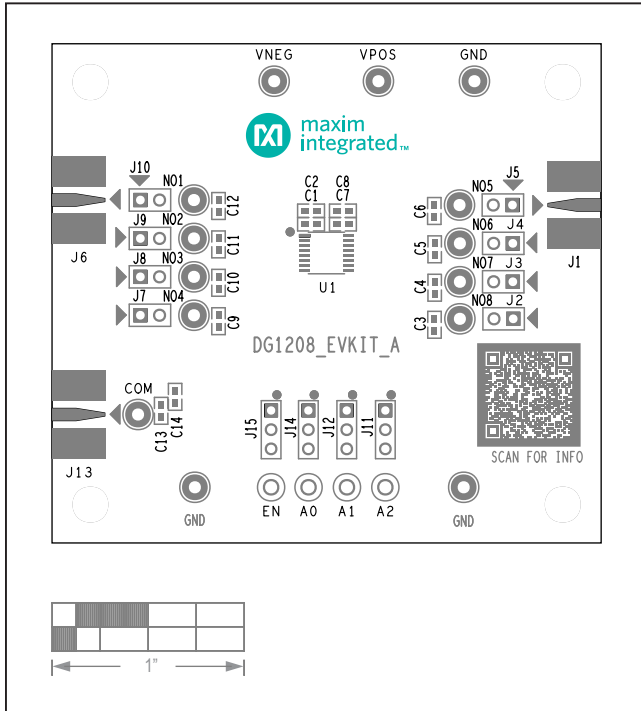 VNEG VPOS GND
maxim
integrated™
J10 NO1 C12
J9 NO2 C11
J8 NO3 C10
J7 NO4 C9
J6
C2 C8
C1 C7
U1
J5 NO5 C6
NO6 J4 C5
NO7 J3 C4
NO8 J2 C3
J1
DG1208_EVKIT_A
COM
C13 C14
J13
J15 J14 J12 J11
SCAN FOR INFO
GND EN A0 A1 A2 GND
1"